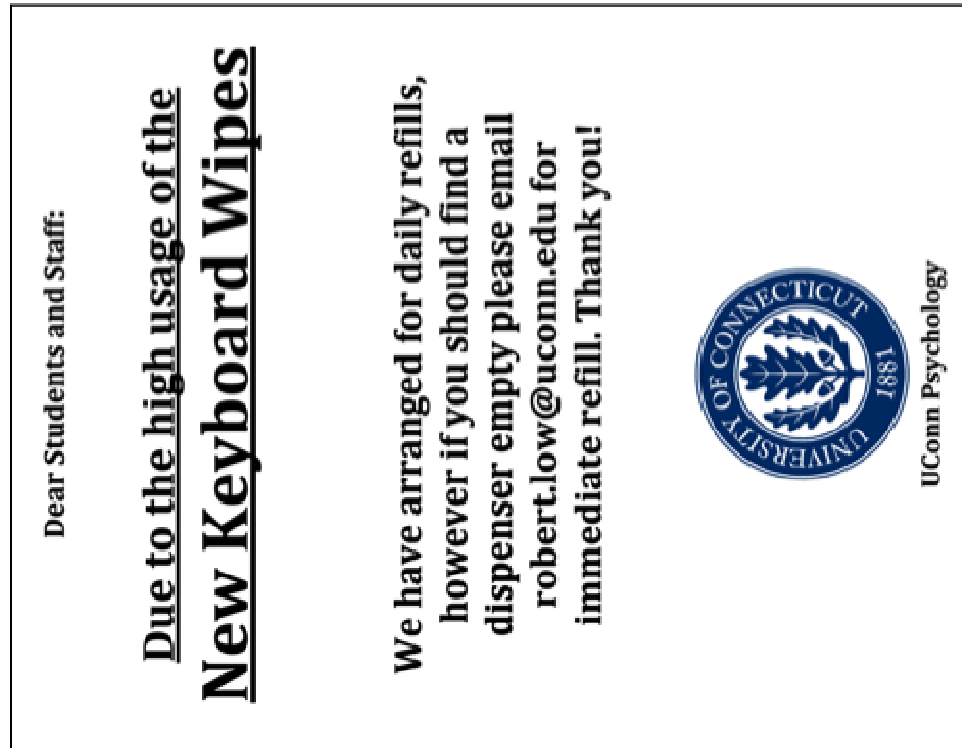 Dear Students and Staff:
Due to the high usage of the
New Keyboard Wipes
We have arranged for daily refills,
however if you should find a
dispenser empty please email
robert.low@uconn.edu for
immediate refill. Thank you!
UNIVERSITY OF CONNECTICUT
1881
UConn Psychology